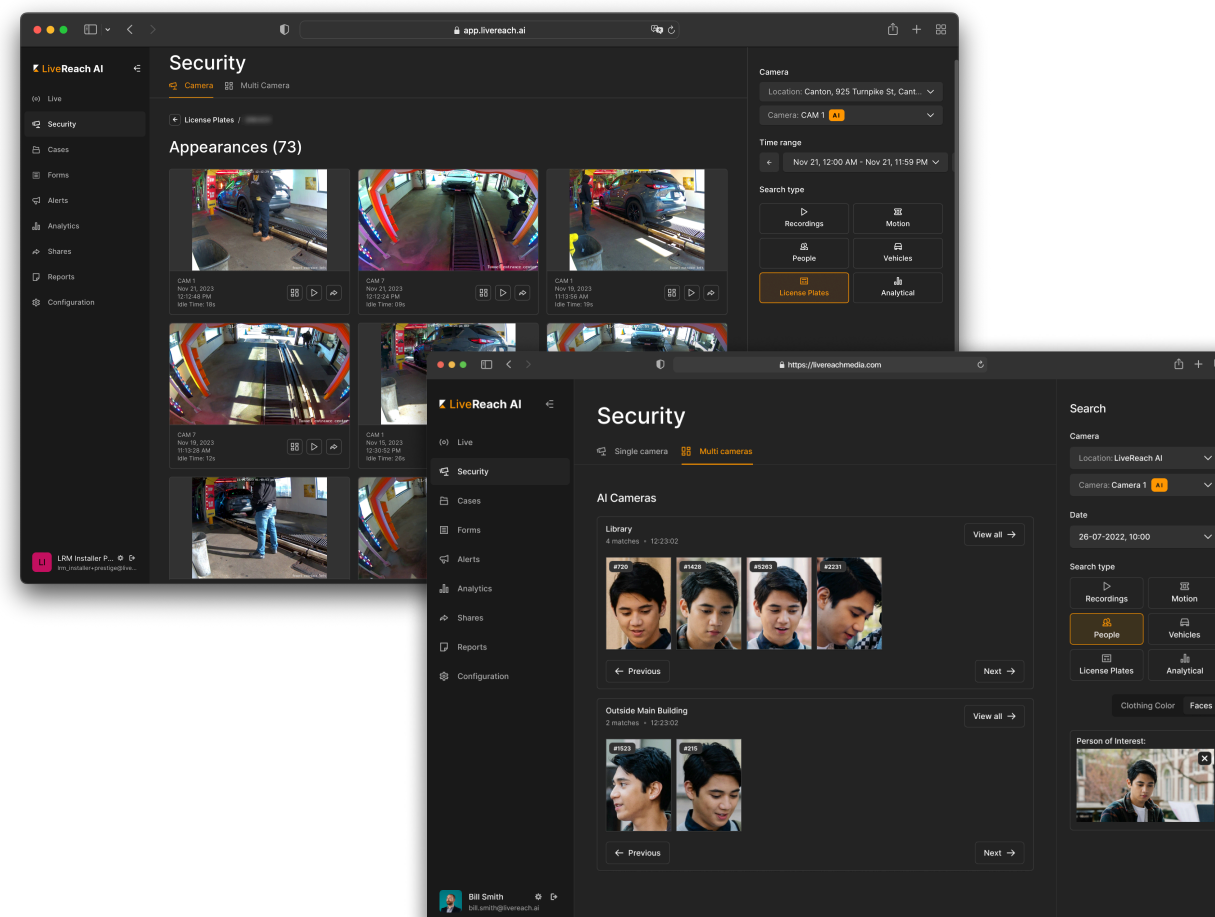 app.livereach.ai
LiveReach AI
Live
Security
Cases
Forms
Alerts
Analytics
Shares
Reports
Configuration
LI
LRM Installer P...
lrm_installer+prestige@live...
Security
Camera
Multi Camera
License Plates /
Appearances (73)
CAM 1
Nov 21, 2023
12:12:48 PM
Idle Time: 18s
CAM 7
Nov 21, 2023
12:12:24 PM
Idle Time: 09s
CAM 1
Nov 19, 2023
11:13:56 AM
Idle Time: 19s
CAM 7
Nov 19, 2023
11:13:28 AM
Idle Time: 12s
CAM 1
Nov 15, 2023
12:30:52 PM
Idle Time: 26s
Camera
Location: Canton, 925 Turnpike St, Cant...
Camera: CAM 1 AI
Time range
Nov 21, 12:00 AM - Nov 21, 11:59 PM
Search type
Recordings
Motion
People
Vehicles
License Plates
Analytical
https://livereachmedia.com
LiveReach AI
Live
Security
Cases
Forms
Alerts
Analytics
Shares
Reports
Configuration
Bill Smith
bill.smith@livereach.ai
Security
Single camera
Multi cameras
AI Cameras
Library
4 matches • 12:23:02
View all
#720
#1428
#5263
#2231
Previous
Next
Outside Main Building
2 matches • 12:23:02
View all
#1523
#215
Previous
Next
Search
Camera
Location: LiveReach AI
Camera: Camera 1 AI
Date
26-07-2022, 10:00
Search type
Recordings
Motion
People
Vehicles
License Plates
Analytical
Clothing Color
Faces
Person of Interest: